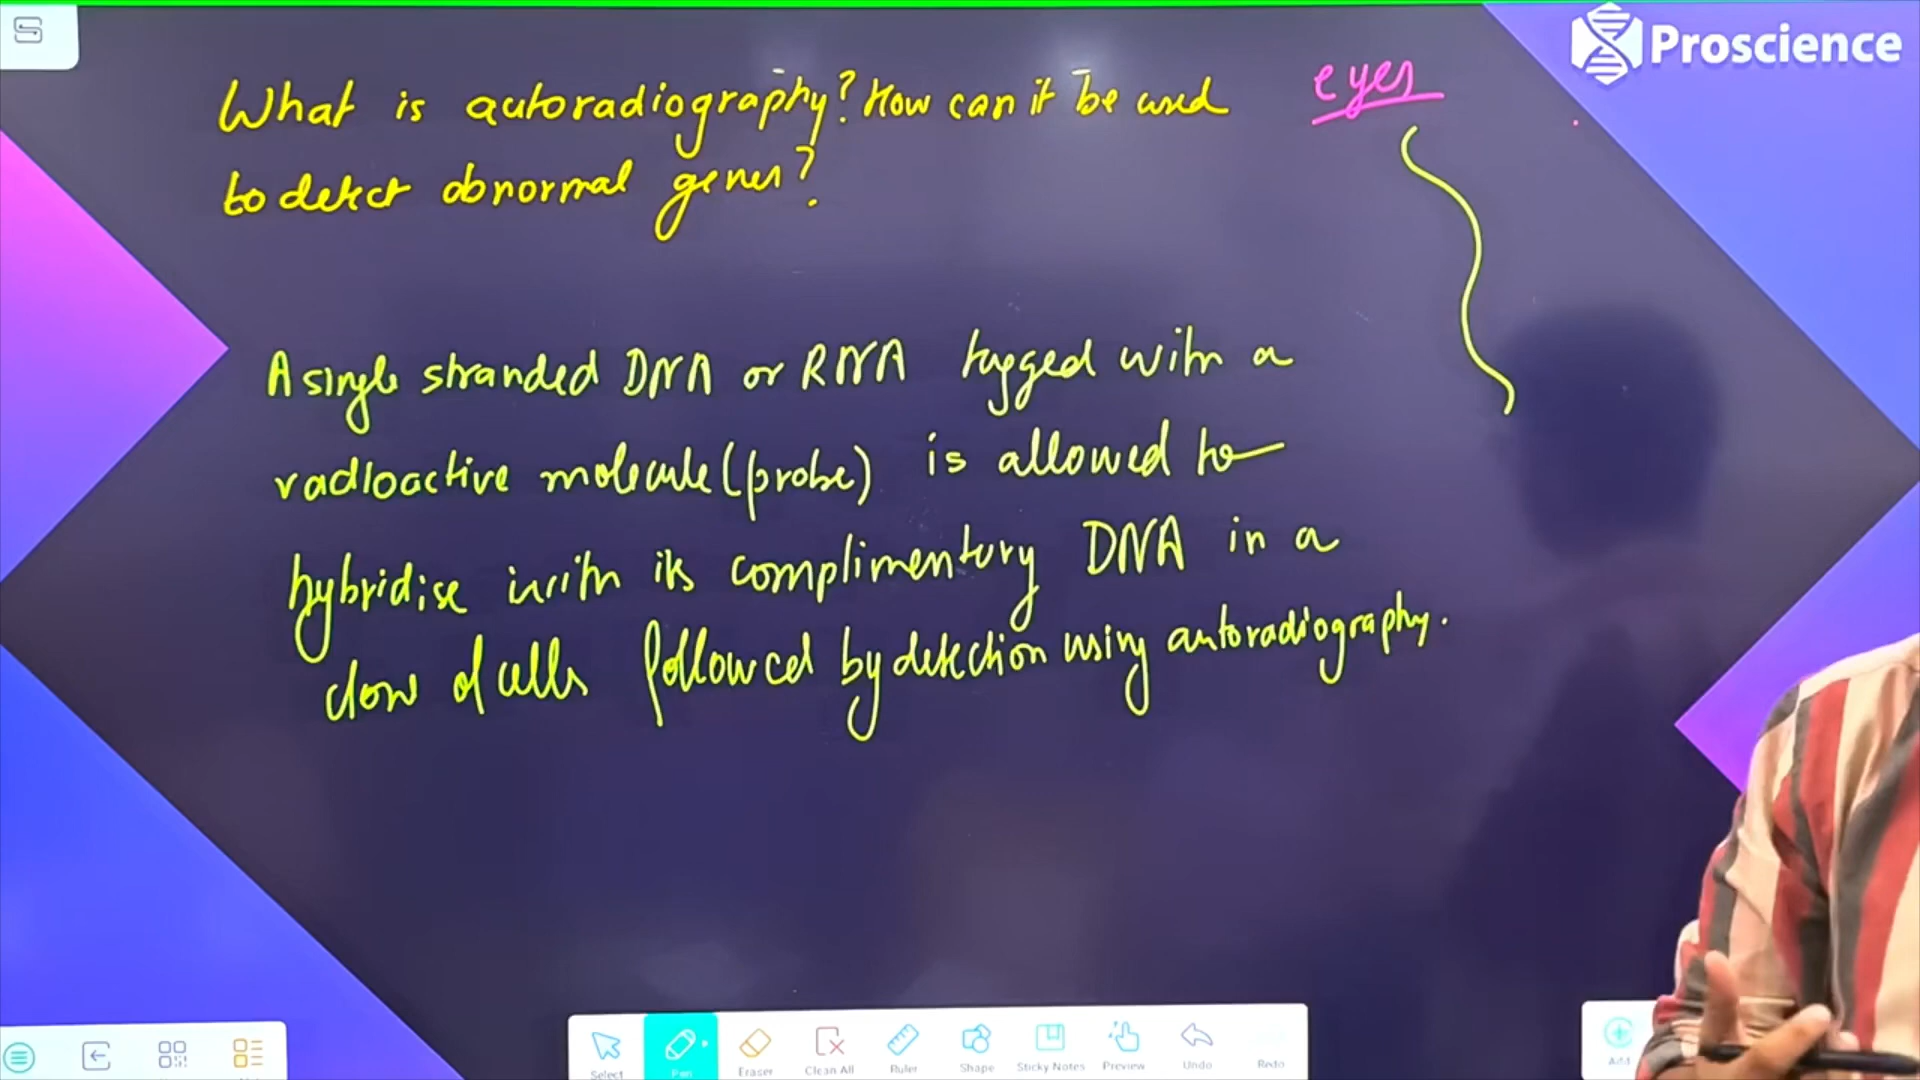 Proscience
What is autoradiography? How can it be used
to detect abnormal genes?
eyes
A single stranded DNA or RNA tagged with a
radioactive molecule (probe) is allowed to
hybridise with its complimentary DNA in a
clone of cells followed by detection using autoradiography.
Select
Pen
Eraser
Clean All
Ruler
Shape
Sticky Notes
Preview
Undo
Redo
Add